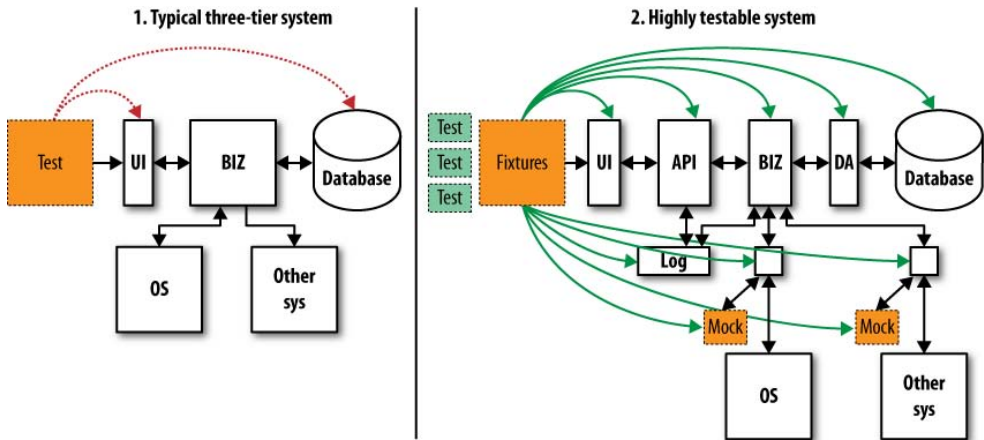 1. Typical three-tier system
Test
UI
BIZ
Database
OS
Other
sys
2. Highly testable system
Test
Test
Test
Fixtures
UI
API
BIZ
DA
Database
Log
Mock
Mock
OS
Other
sys